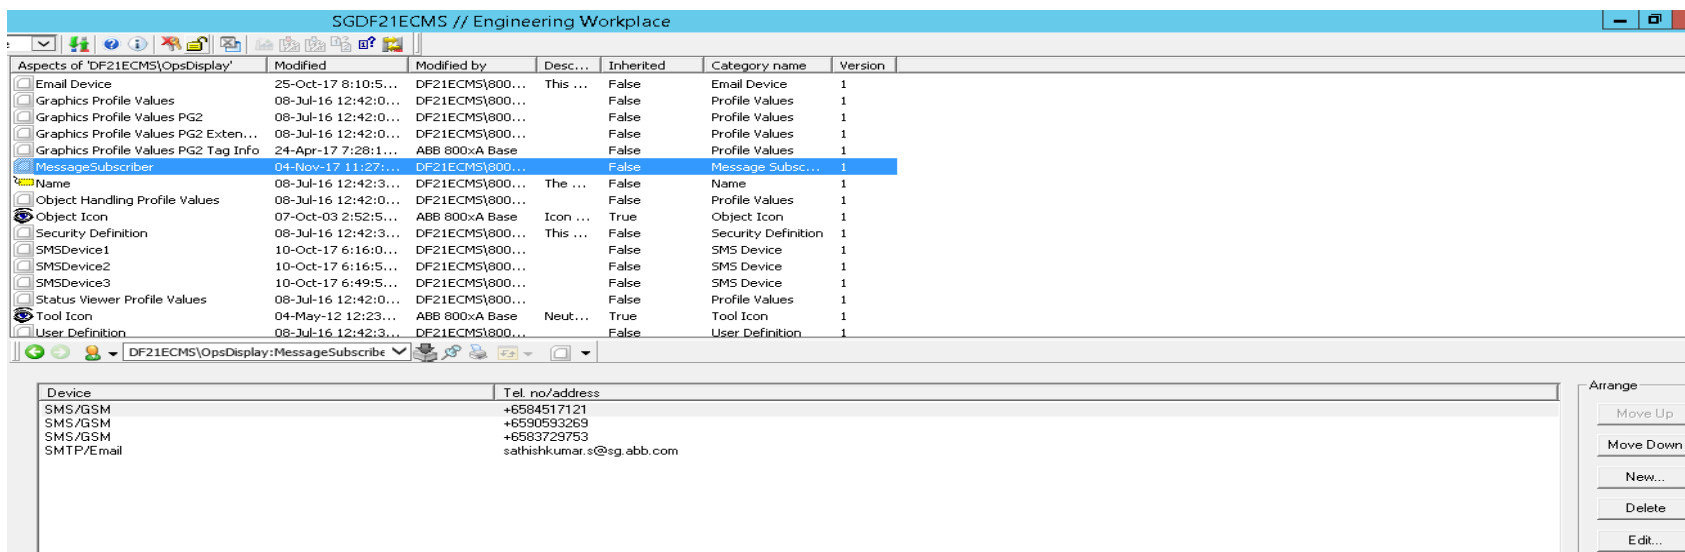 SGDF21ECMS // Engineering Workplace
Aspects of 'DF21ECMS\OpsDisplay' Modified Modified by Desc... Inherited Category name Version
Email Device 25-Oct-17 8:10:5... DF21ECMS\800... This ... False Email Device 1
Graphics Profile Values 08-Jul-16 12:42:0... DF21ECMS\800... False Profile Values 1
Graphics Profile Values PG2 08-Jul-16 12:42:0... DF21ECMS\800... False Profile Values 1
Graphics Profile Values PG2 Exten... 08-Jul-16 12:42:0... DF21ECMS\800... False Profile Values 1
Graphics Profile Values PG2 Tag Info 24-Apr-17 7:28:1... ABB 800xA Base False Profile Values 1
MessageSubscriber 04-Nov-17 11:27:... DF21ECMS\800... False Message Subsc... 1
Name 08-Jul-16 12:42:3... DF21ECMS\800... The ... False Name 1
Object Handling Profile Values 08-Jul-16 12:42:0... DF21ECMS\800... False Profile Values 1
Object Icon 07-Oct-03 2:52:5... ABB 800xA Base Icon ... True Object Icon 1
Security Definition 08-Jul-16 12:42:3... DF21ECMS\800... This ... False Security Definition 1
SMSDevice1 10-Oct-17 6:16:0... DF21ECMS\800... False SMS Device 1
SMSDevice2 10-Oct-17 6:16:5... DF21ECMS\800... False SMS Device 1
SMSDevice3 10-Oct-17 6:49:5... DF21ECMS\800... False SMS Device 1
Status Viewer Profile Values 08-Jul-16 12:42:0... DF21ECMS\800... False Profile Values 1
Tool Icon 04-May-12 12:23... ABB 800xA Base Neut... True Tool Icon 1
User Definition 08-Jul-16 12:42:3... DF21ECMS\800... False User Definition 1
DF21ECMS\OpsDisplay:MessageSubscribe
Device Tel. no/address
SMS/GSM +6584517121
SMS/GSM +6590593269
SMS/GSM +6583729753
SMTP/Email sathishkumar.s@sg.abb.com
Arrange
Move Up
Move Down
New...
Delete
Edit...